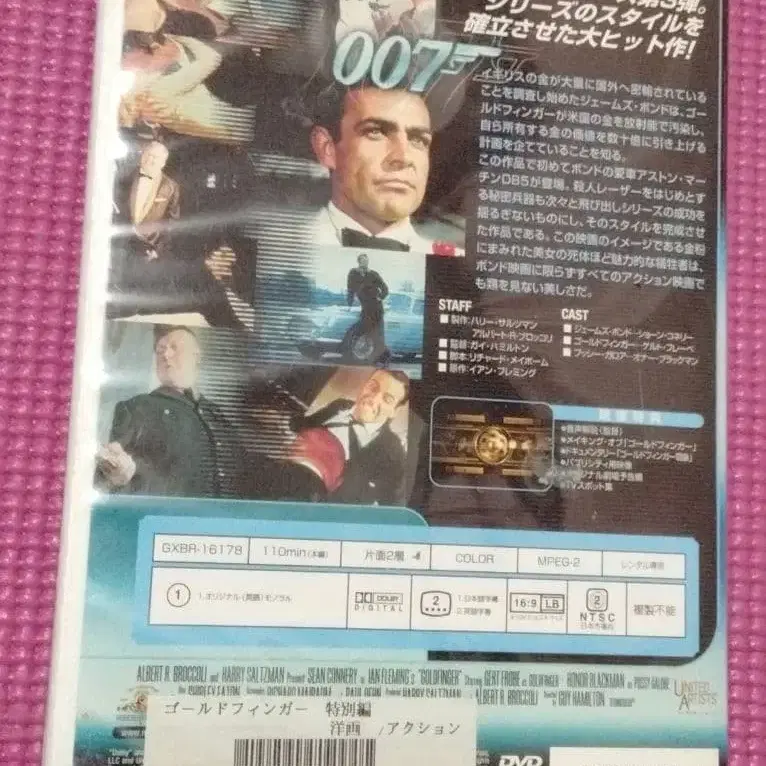 第3弾。
シリーズのスタイルを
確立させた大ヒット作!
007
イギリスの金が大量に国外へ密輸されている
ことを調査し始めたジェームズ・ボンドは、ゴー
ルドフィンガーが米国の金を放射能で汚染し、
自ら所有する金の価値を数十倍に引き上げる
計画を企てていることを知る。
この作品で初めてボンドの愛車アストン・マー
チンDB5が登場。殺人レーザーをはじめとす
る秘密兵器も次々と飛び出しシリーズの成功を
揺るぎないものにし、そのスタイルを完成させ
た作品である。この映画のイメージである金粉
にまみれた美女の死体ほど魅力的な犠牲者は、
ボンド映画に限らずすべてのアクション映画で
も類を見ない美しさだ。
STAFF
■製作:ハリー・サルツマン
アルバート・R・ブロッコリ
■監督:ガイ・ハミルトン
■脚本:リチャード・メイボーム
■原作:イアン・フレミング
CAST
■ジェームズ・ボンド:ショーン・コネリー
■ゴールドフィンガー:ゲルト・フレーベ
■プッシー・ガロア:オナー・ブラックマン
映像特典
●音声解説(監督)
●メイキング・オブ「ゴールドフィンガー」
●ドキュメンタリー「ゴールドフィンガー回顧」
●パブリシティ用映像
●オリジナル劇場予告編
●TVスポット集
GXBR-16178 110min(本編) 片面2層 COLOR MPEG-2 レンタル専用
1 1.オリジナル(英語)モノラル DOLBY DIGITAL 2 1.日本語字幕 2.英語字幕 16:9 LB 2 NTSC 日本市場向 複製不能
ALBERT R. BROCCOLI and HARRY SALTZMAN Present SEAN CONNERY in IAN FLEMING'S "GOLDFINGER" Starring GERT FROBE as GOLDFINGER HONOR BLACKMAN as PUSSY GALORE
SHIRLEY EATON RICHARD MAIBAUM PAUL DEHN HARRY SALTZMAN ALBERT R. BROCCOLI GUY HAMILTON
UNITED ARTISTS
ゴールドフィンガー 特別編
洋画 /アクション
DVD